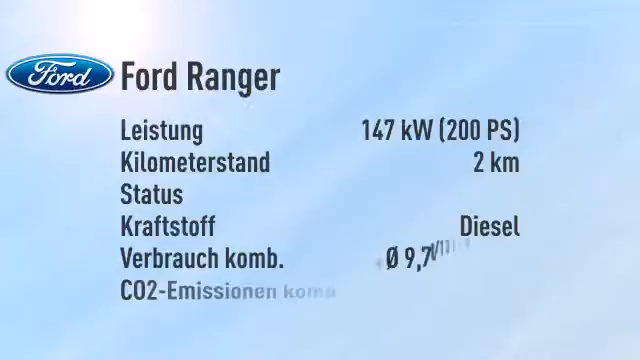 Ford
Ford Ranger
Leistung 147 kW (200 PS)
Kilometerstand 2 km
Status
Kraftstoff Diesel
Verbrauch komb. Ø 9,7
CO2-Emissionen